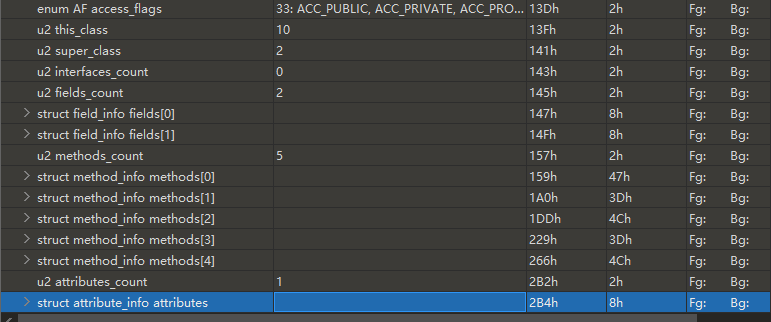 enum AF access_flags 33: ACC_PUBLIC, ACC_PRIVATE, ACC_PRO... 13Dh 2h Fg: Bg:
u2 this_class 10 13Fh 2h Fg: Bg:
u2 super_class 2 141h 2h Fg: Bg:
u2 interfaces_count 0 143h 2h Fg: Bg:
u2 fields_count 2 145h 2h Fg: Bg:
struct field_info fields[0] 147h 8h Fg: Bg:
struct field_info fields[1] 14Fh 8h Fg: Bg:
u2 methods_count 5 157h 2h Fg: Bg:
struct method_info methods[0] 159h 47h Fg: Bg:
struct method_info methods[1] 1A0h 3Dh Fg: Bg:
struct method_info methods[2] 1DDh 4Ch Fg: Bg:
struct method_info methods[3] 229h 3Dh Fg: Bg:
struct method_info methods[4] 266h 4Ch Fg: Bg:
u2 attributes_count 1 2B2h 2h Fg: Bg:
struct attribute_info attributes 2B4h 8h Fg: Bg: